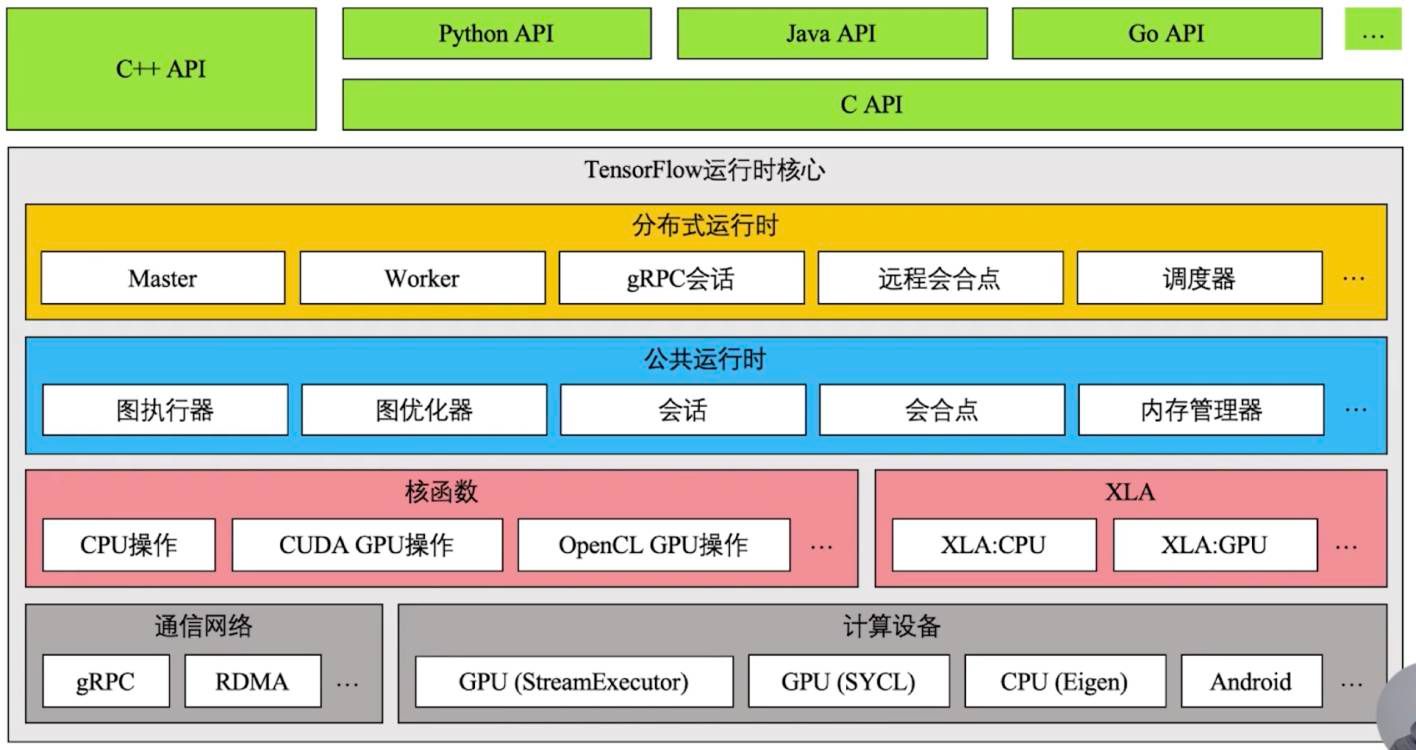 C++ API
Python API
Java API
Go API
...
C API
TensorFlow运行时核心
分布式运行时
Master
Worker
gRPC会话
远程会合点
调度器
...
公共运行时
图执行器
图优化器
会话
会合点
内存管理器
...
核函数
CPU操作
CUDA GPU操作
OpenCL GPU操作
...
XLA
XLA:CPU
XLA:GPU
...
通信网络
gRPC
RDMA
...
计算设备
GPU (StreamExecutor)
GPU (SYCL)
CPU (Eigen)
Android
...